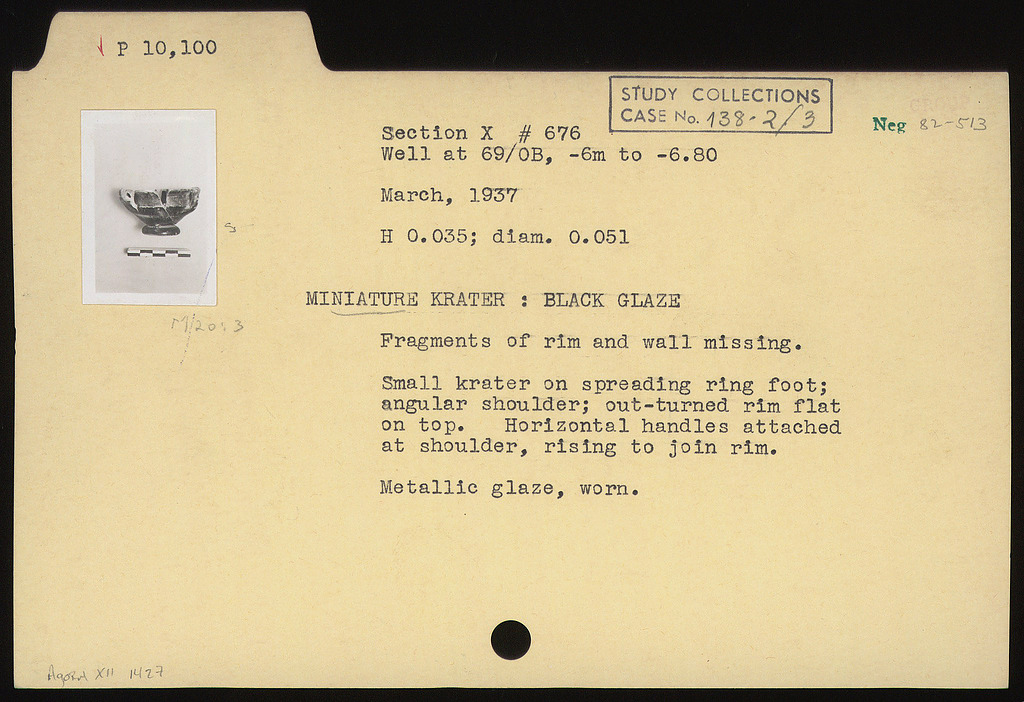 P 10,100
STUDY COLLECTIONS
CASE No. 138-2/3
Neg 82-513
Section X # 676
Well at 69/OB, -6m to -6.80
March, 1937
H 0.035; diam. 0.051
S
MINIATURE KRATER : BLACK GLAZE
Fragments of rim and wall missing.
Small krater on spreading ring foot;
angular shoulder; out-turned rim flat
on top. Horizontal handles attached
at shoulder, rising to join rim.
Metallic glaze, worn.
Agora XII 1427